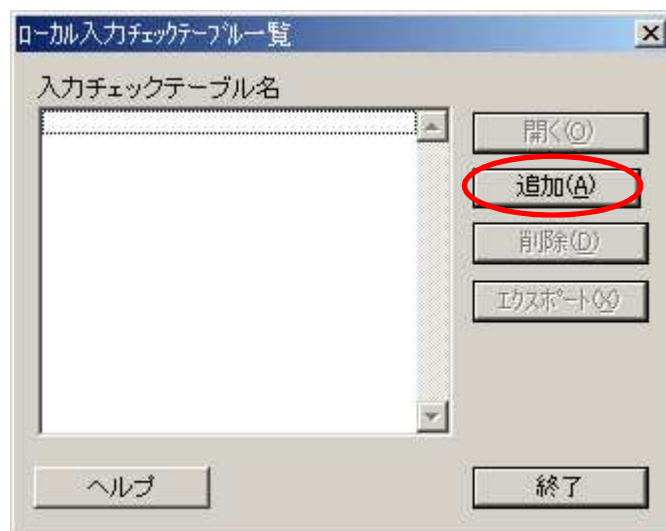 ﾛｰｶﾙ入力ﾁｪｯｸﾃｰﾌﾞﾙ一覧
入力チェックテーブル名
開く(O)
追加(A)
削除(D)
ｴｸｽﾎﾟｰﾄ(X)
ヘルプ
終了